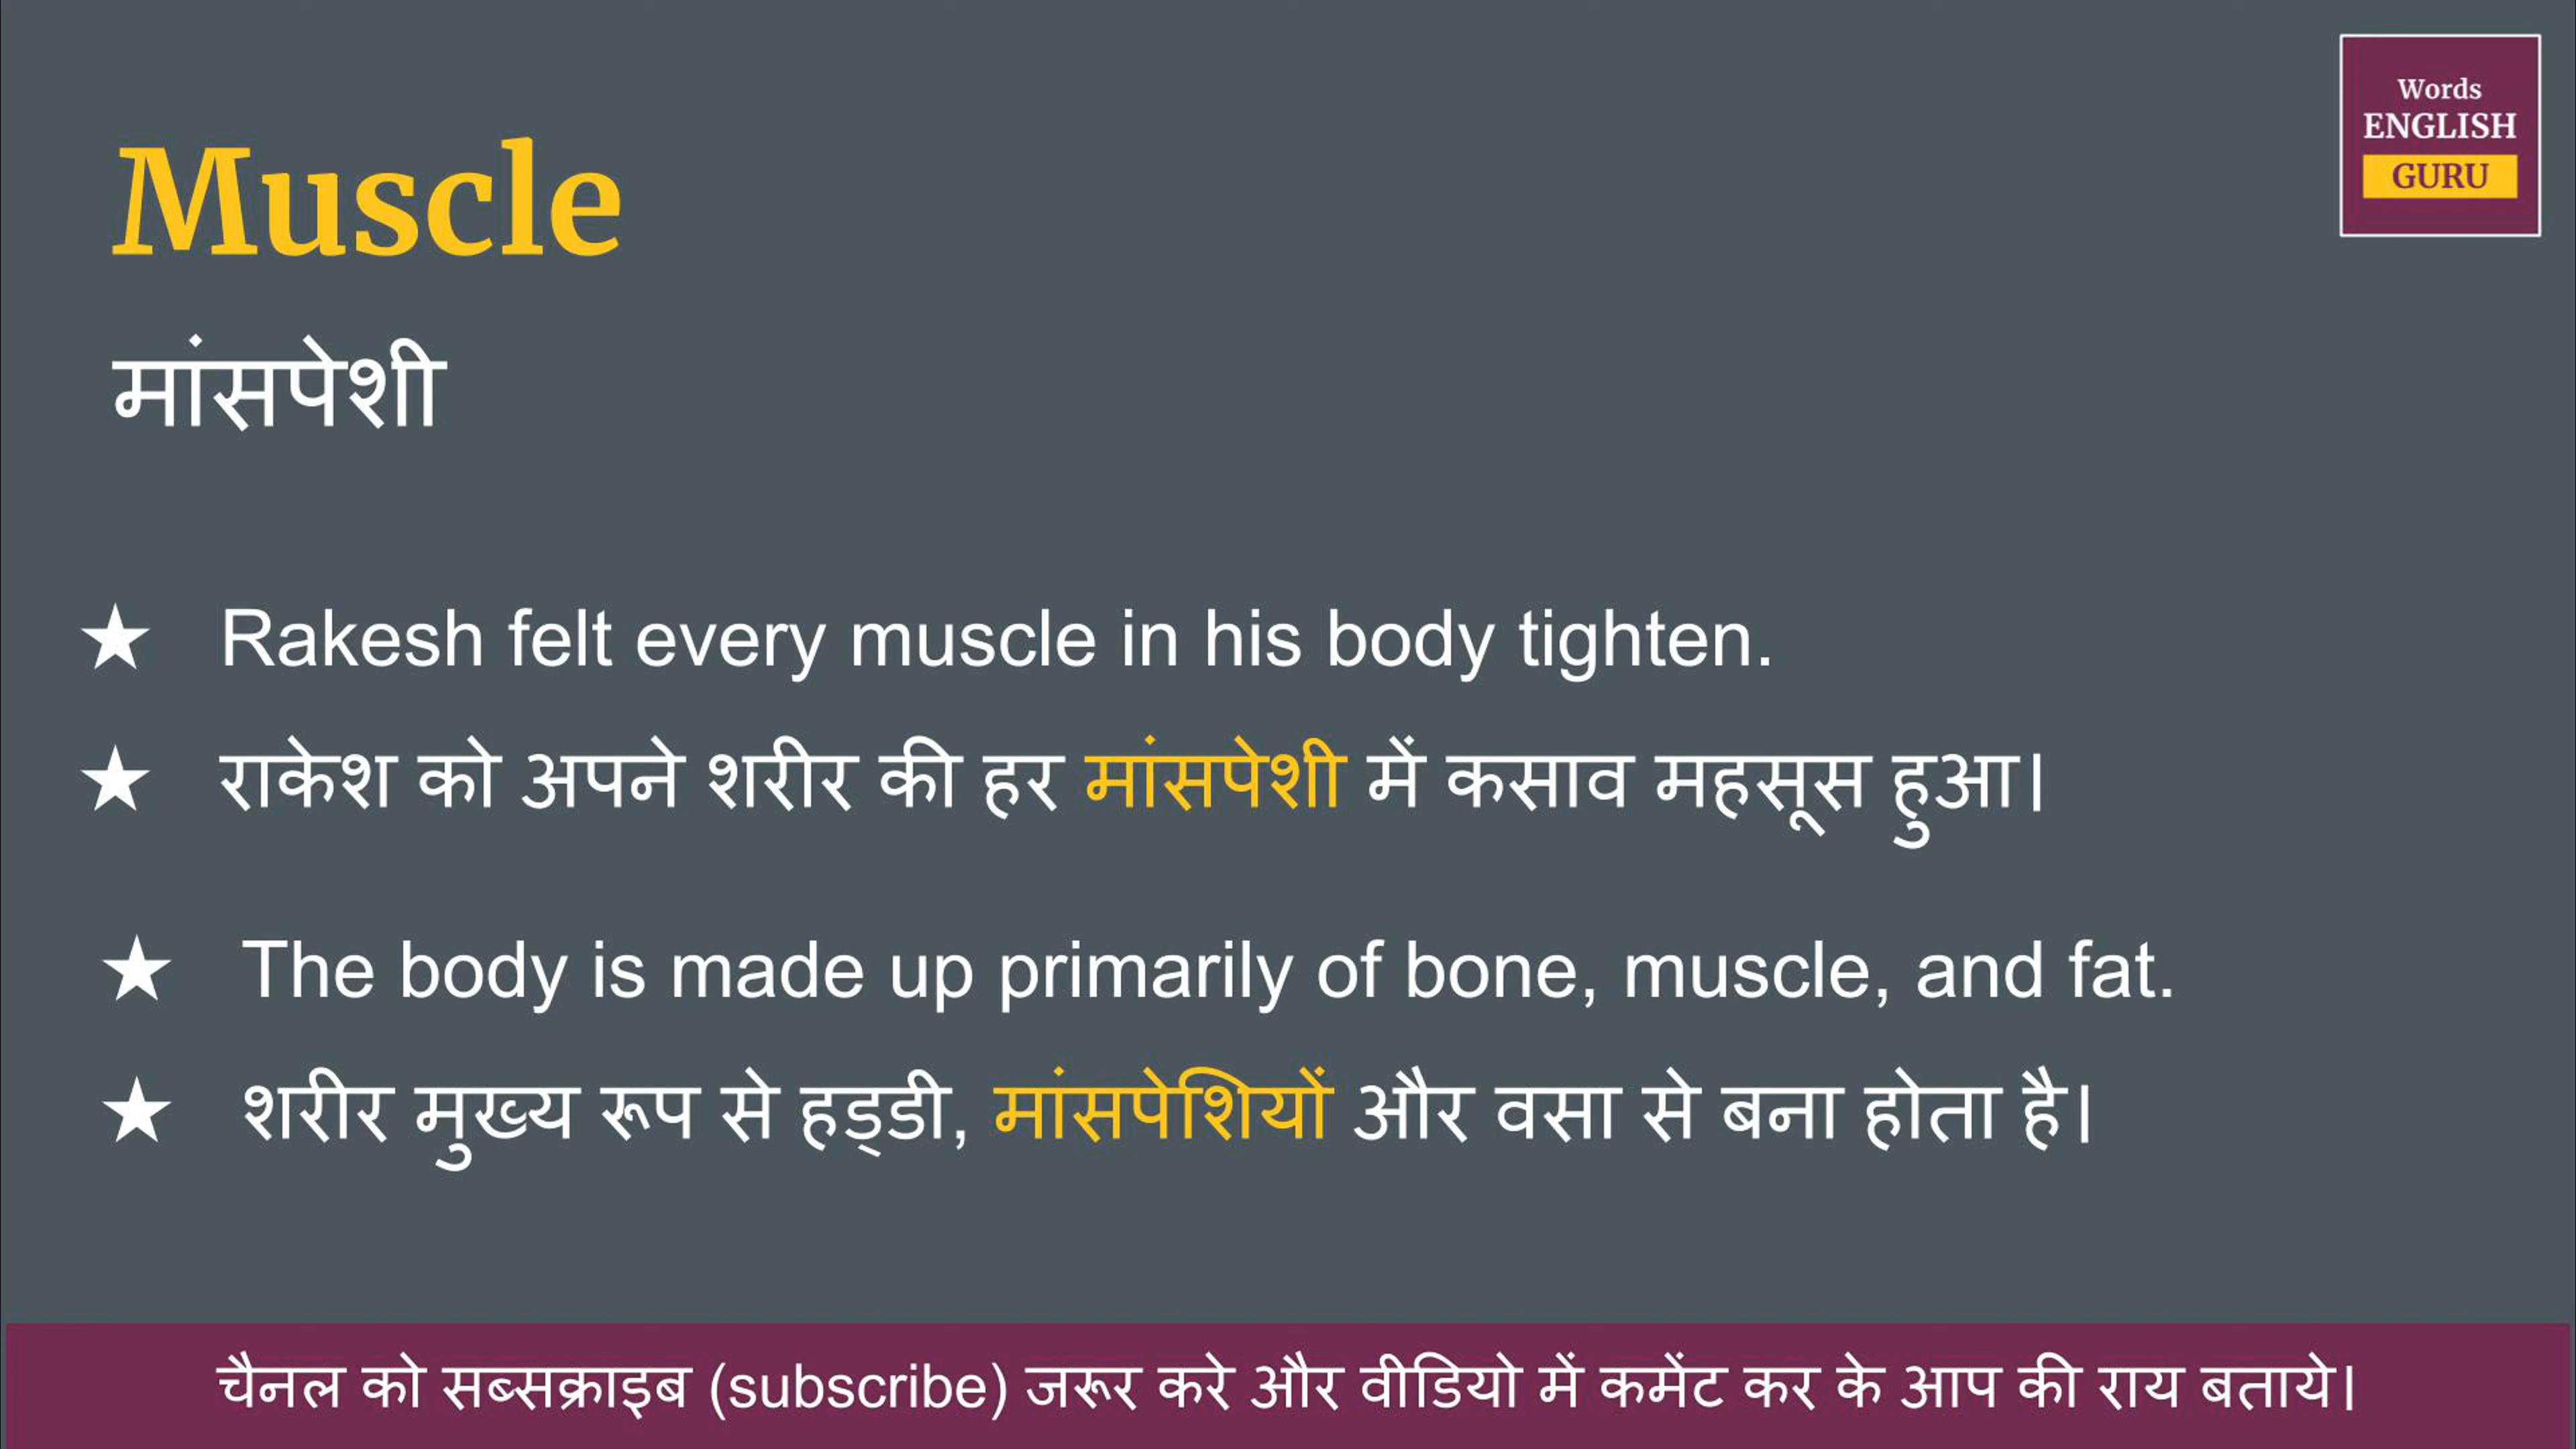 Words
ENGLISH
GURU
Muscle
मांसपेशी
★ Rakesh felt every muscle in his body tighten.
★ राकेश को अपने शरीर की हर मांसपेशी में कसाव महसूस हुआ।
★ The body is made up primarily of bone, muscle, and fat.
★ शरीर मुख्य रूप से हड्डी, मांसपेशियों और वसा से बना होता है।
चैनल को सब्सक्राइब (subscribe) जरूर करे और वीडियो में कमेंट कर के आप की राय बताये।